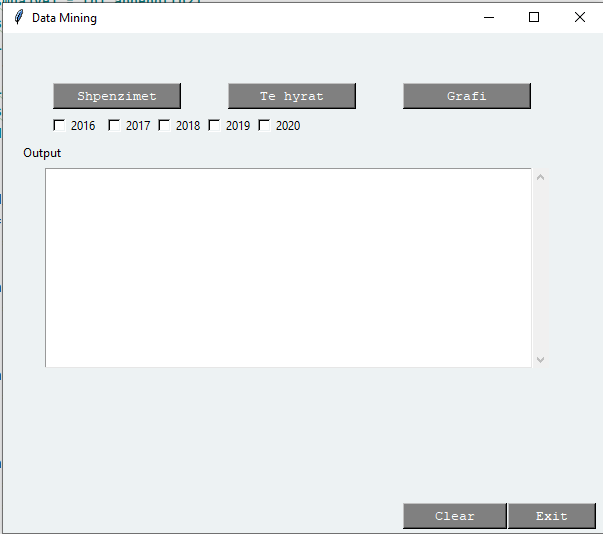 Data Mining
Shpenzimet Te hyrat Grafi
2016 2017 2018 2019 2020
Output
Clear Exit